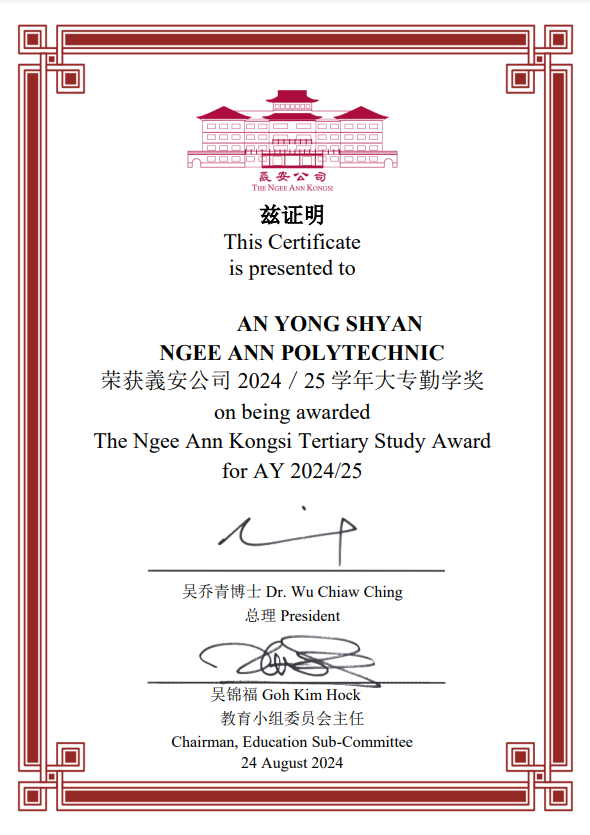 義安公司
THE NGEE ANN KONGSI
兹证明
This Certificate
is presented to
AN YONG SHYAN
NGEE ANN POLYTECHNIC
荣获義安公司 2024 / 25 学年大专勤学奖
on being awarded
The Ngee Ann Kongsi Tertiary Study Award
for AY 2024/25
吴乔青博士 Dr. Wu Chiaw Ching
总理 President
吴锦福 Goh Kim Hock
教育小组委员会主任
Chairman, Education Sub-Committee
24 August 2024